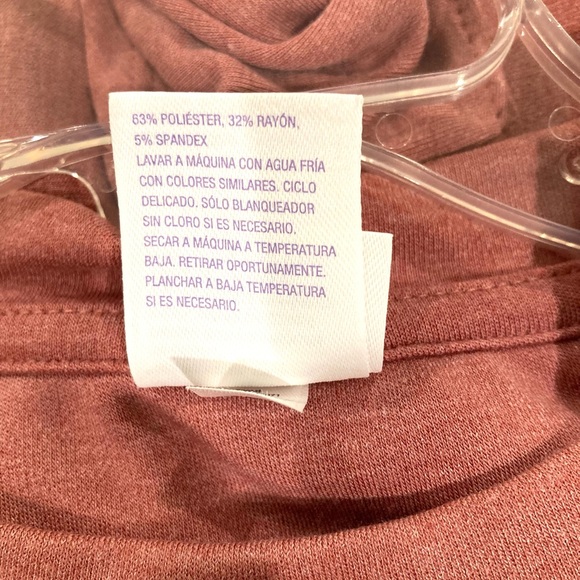 63% POLIÉSTER, 32% RAYÓN,
5% SPANDEX
LAVAR A MÁQUINA CON AGUA FRÍA
CON COLORES SIMILARES. CICLO
DELICADO. SÓLO BLANQUEADOR
SIN CLORO SI ES NECESARIO.
SECAR A MÁQUINA A TEMPERATURA
BAJA. RETIRAR OPORTUNAMENTE.
PLANCHAR A BAJA TEMPERATURA
SI ES NECESARIO.